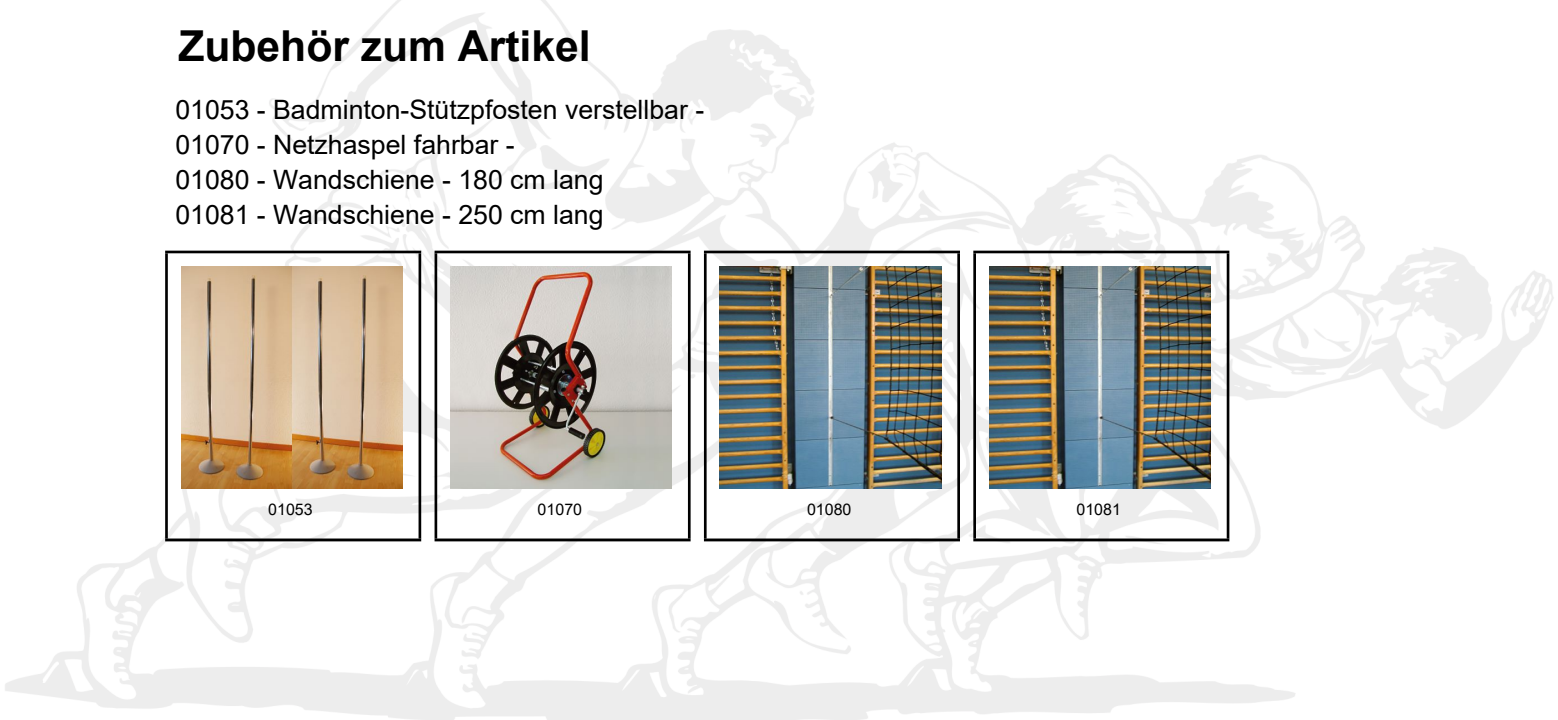 Zubehör zum Artikel
01053 - Badminton-Stützpfosten verstellbar -
01070 - Netzhaspel fahrbar -
01080 - Wandschiene - 180 cm lang
01081 - Wandschiene - 250 cm lang
01053
01070
01080
01081